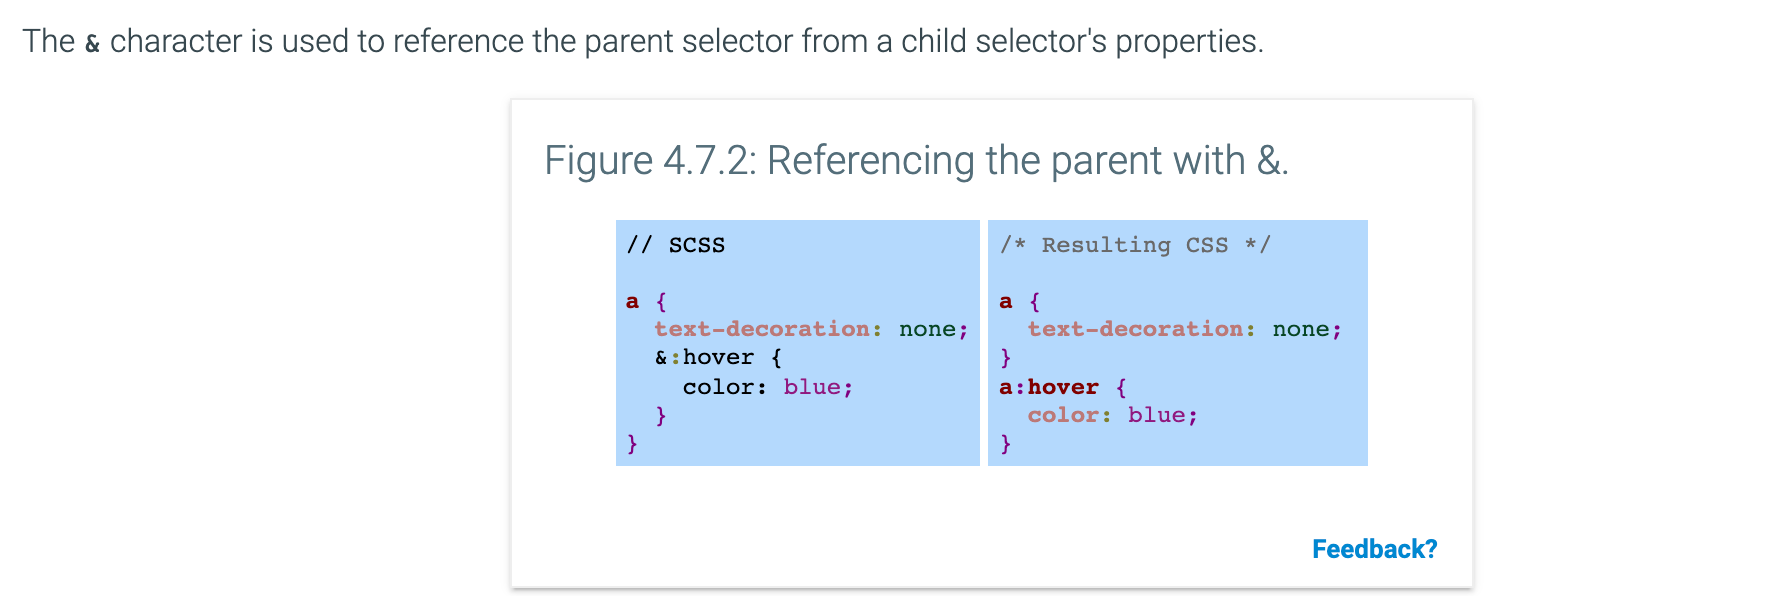 The & character is used to reference the parent selector from a child selector's properties.
Figure 4.7.2: Referencing the parent with &.
// SCSS
a {
  text-decoration: none;
  &:hover {
    color: blue;
  }
}
/* Resulting CSS */
a {
  text-decoration: none;
}
a:hover {
  color: blue;
}
Feedback?